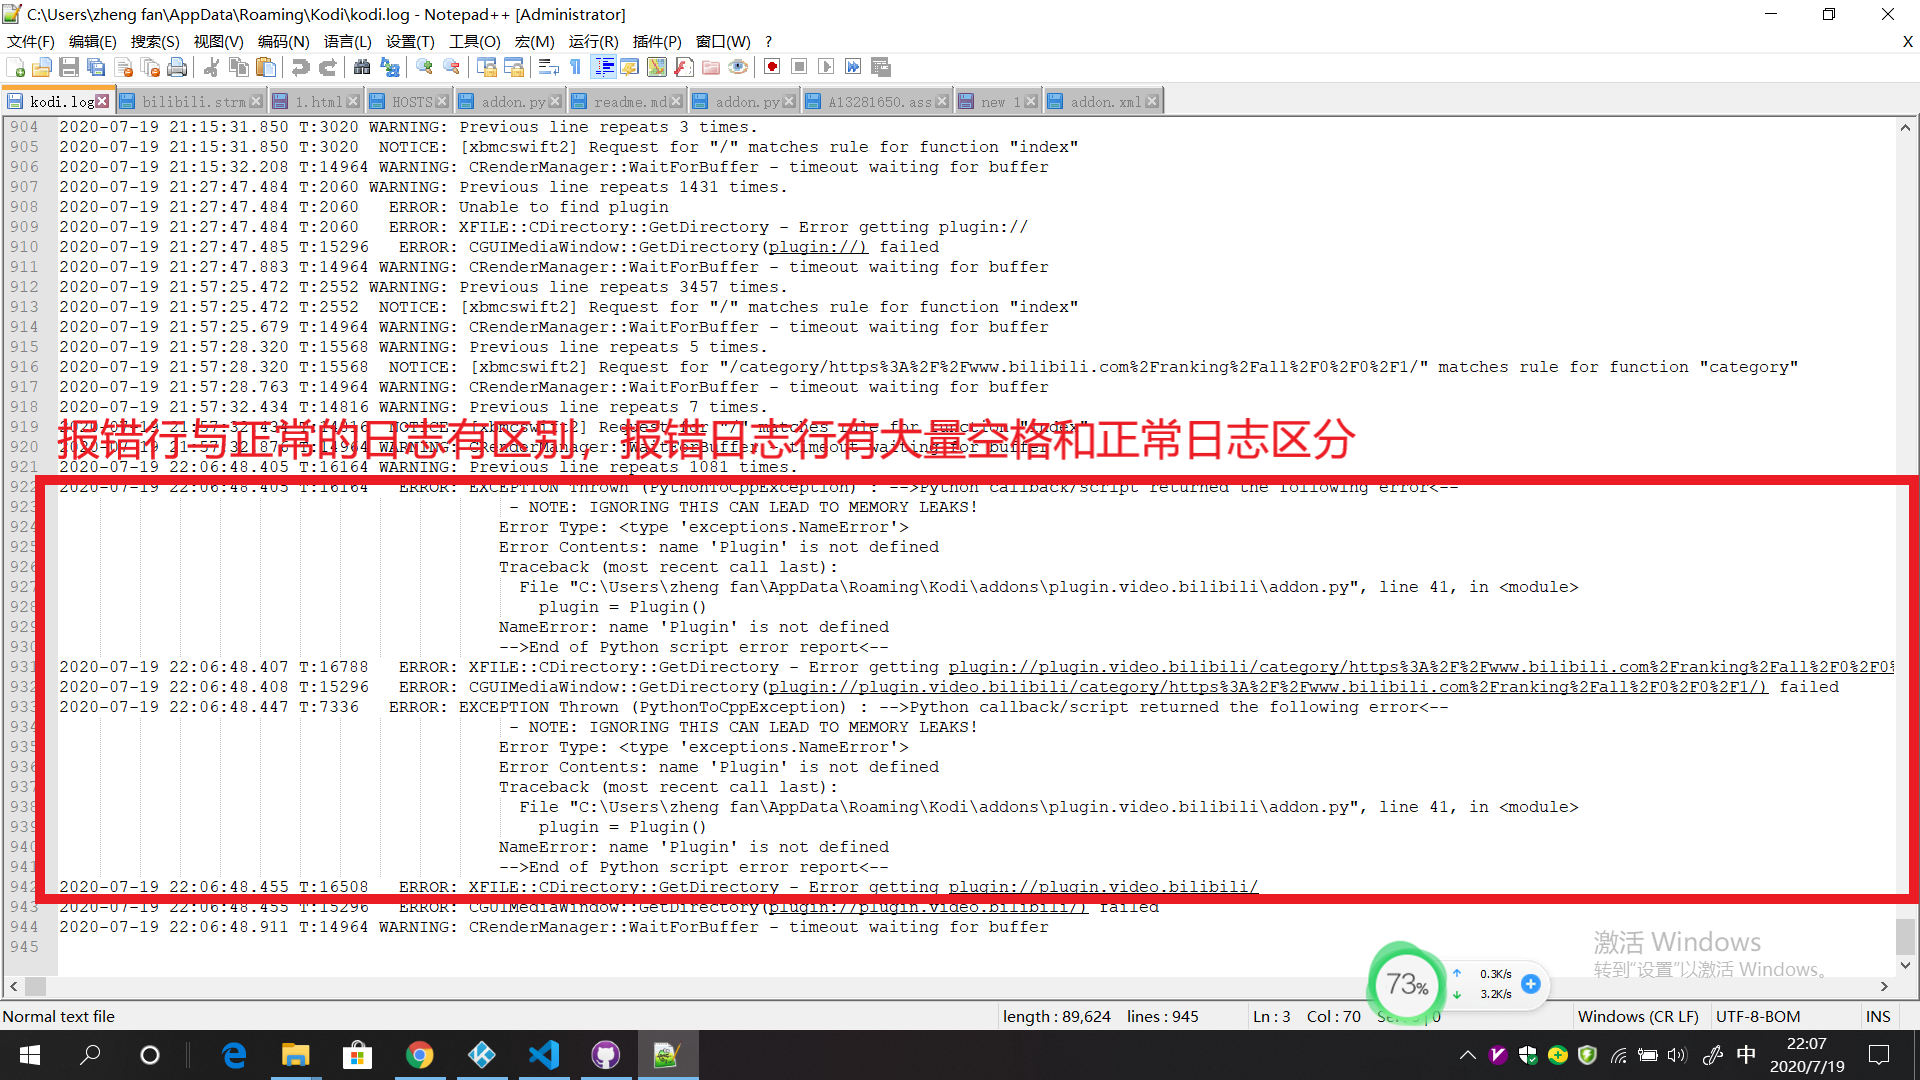 C:\Users\zheng fan\AppData\Roaming\Kodi\kodi.log - Notepad++ [Administrator]
文件(F) 编辑(E) 搜索(S) 视图(V) 编码(N) 语言(L) 设置(T) 工具(O) 宏(M) 运行(R) 插件(P) 窗口(W) ? X
kodi.log bilibili.strm 1.html HOSTS addon.py readme.md addon.py A13281650.ass new 1 addon.xml
904 2020-07-19 21:15:31.850 T:3020 WARNING: Previous line repeats 3 times.
905 2020-07-19 21:15:31.850 T:3020 NOTICE: [xbmcswift2] Request for "/" matches rule for function "index"
906 2020-07-19 21:15:32.208 T:14964 WARNING: CRenderManager::WaitForBuffer - timeout waiting for buffer
907 2020-07-19 21:27:47.484 T:2060 WARNING: Previous line repeats 1431 times.
908 2020-07-19 21:27:47.484 T:2060 ERROR: Unable to find plugin
909 2020-07-19 21:27:47.484 T:2060 ERROR: XFILE::CDirectory::GetDirectory - Error getting plugin://
910 2020-07-19 21:27:47.485 T:15296 ERROR: CGUIMediaWindow::GetDirectory(plugin://) failed
911 2020-07-19 21:27:47.883 T:14964 WARNING: CRenderManager::WaitForBuffer - timeout waiting for buffer
912 2020-07-19 21:57:25.472 T:2552 WARNING: Previous line repeats 3457 times.
913 2020-07-19 21:57:25.472 T:2552 NOTICE: [xbmcswift2] Request for "/" matches rule for function "index"
914 2020-07-19 21:57:25.679 T:14964 WARNING: CRenderManager::WaitForBuffer - timeout waiting for buffer
915 2020-07-19 21:57:28.320 T:15568 WARNING: Previous line repeats 5 times.
916 2020-07-19 21:57:28.320 T:15568 NOTICE: [xbmcswift2] Request for "/category/https%3A%2F%2Fwww.bilibili.com%2Franking%2Fall%2F0%2F0%2F1/" matches rule for function "category"
917 2020-07-19 21:57:28.763 T:14964 WARNING: CRenderManager::WaitForBuffer - timeout waiting for buffer
918 2020-07-19 21:57:32.434 T:14816 WARNING: Previous line repeats 7 times.
919 2020-07-19 21:57:32.434 T:14816 NOTICE: [xbmcswift2] Request for "/" matches rule for function "index"
报错行与正常的日志有区别，报错日志行有大量空格和正常日志区分
920 2020-07-19 21:57:32.876 T:14964 WARNING: CRenderManager::WaitForBuffer - timeout waiting for buffer
921 2020-07-19 22:06:48.405 T:16164 WARNING: Previous line repeats 1081 times.
922 2020-07-19 22:06:48.405 T:16164 ERROR: EXCEPTION Thrown (PythonToCppException) : -->Python callback/script returned the following error<--
923 - NOTE: IGNORING THIS CAN LEAD TO MEMORY LEAKS!
924 Error Type: <type 'exceptions.NameError'>
925 Error Contents: name 'Plugin' is not defined
926 Traceback (most recent call last):
927 File "C:\Users\zheng fan\AppData\Roaming\Kodi\addons\plugin.video.bilibili\addon.py", line 41, in <module>
928 plugin = Plugin()
929 NameError: name 'Plugin' is not defined
930 -->End of Python script error report<--
931 2020-07-19 22:06:48.407 T:16788 ERROR: XFILE::CDirectory::GetDirectory - Error getting plugin://plugin.video.bilibili/category/https%3A%2F%2Fwww.bilibili.com%2Franking%2Fall%2F0%2F0%
932 2020-07-19 22:06:48.408 T:15296 ERROR: CGUIMediaWindow::GetDirectory(plugin://plugin.video.bilibili/category/https%3A%2F%2Fwww.bilibili.com%2Franking%2Fall%2F0%2F0%2F1/) failed
933 2020-07-19 22:06:48.447 T:7336 ERROR: EXCEPTION Thrown (PythonToCppException) : -->Python callback/script returned the following error<--
934 - NOTE: IGNORING THIS CAN LEAD TO MEMORY LEAKS!
935 Error Type: <type 'exceptions.NameError'>
936 Error Contents: name 'Plugin' is not defined
937 Traceback (most recent call last):
938 File "C:\Users\zheng fan\AppData\Roaming\Kodi\addons\plugin.video.bilibili\addon.py", line 41, in <module>
939 plugin = Plugin()
940 NameError: name 'Plugin' is not defined
941 -->End of Python script error report<--
942 2020-07-19 22:06:48.455 T:16508 ERROR: XFILE::CDirectory::GetDirectory - Error getting plugin://plugin.video.bilibili/
943 2020-07-19 22:06:48.455 T:15296 ERROR: CGUIMediaWindow::GetDirectory(plugin://plugin.video.bilibili/) failed
944 2020-07-19 22:06:48.911 T:14964 WARNING: CRenderManager::WaitForBuffer - timeout waiting for buffer
945
激活 Windows
转到“设置”以激活 Windows。
73% 0.3K/s
3.2K/s
Normal text file length : 89,624 lines : 945 Ln : 3 Col : 70 0 Windows (CR LF) UTF-8-BOM INS
中 22:07
2020/7/19